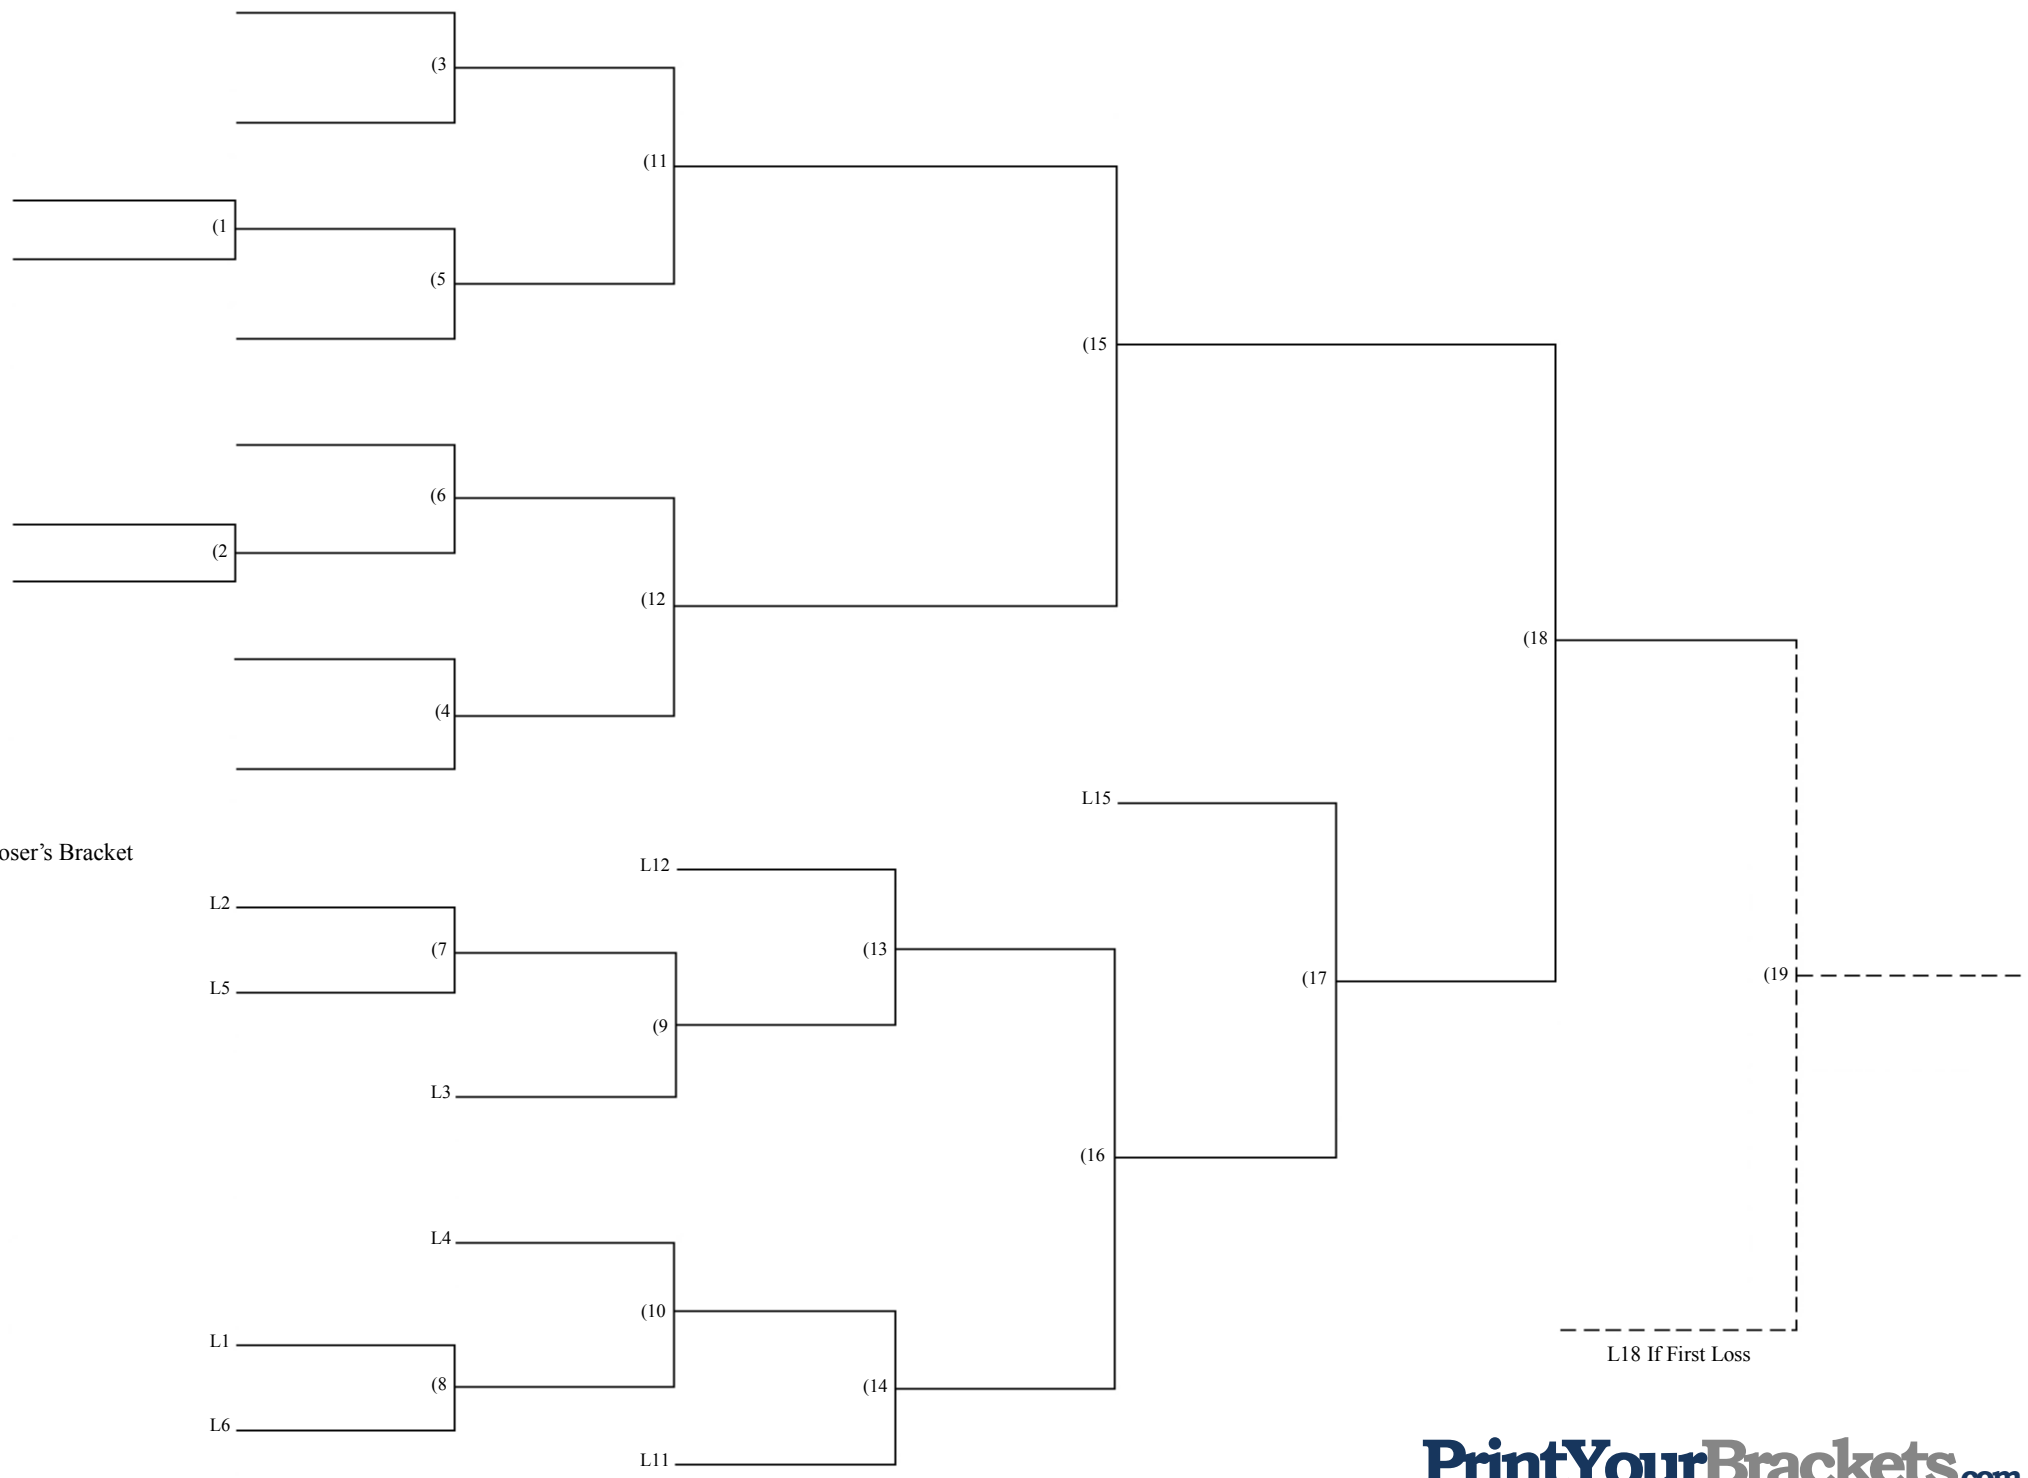 (3
(11
(1
(5
(15
(6
(2
(12
(18
(4
L15
oser’s Bracket
L12
L2
(7
(13
L5
(17
(19
(9
L3
(16
L4
(10
L1
L18 If First Loss
(8
(14
L6
L11
PrintYourBrackets.com